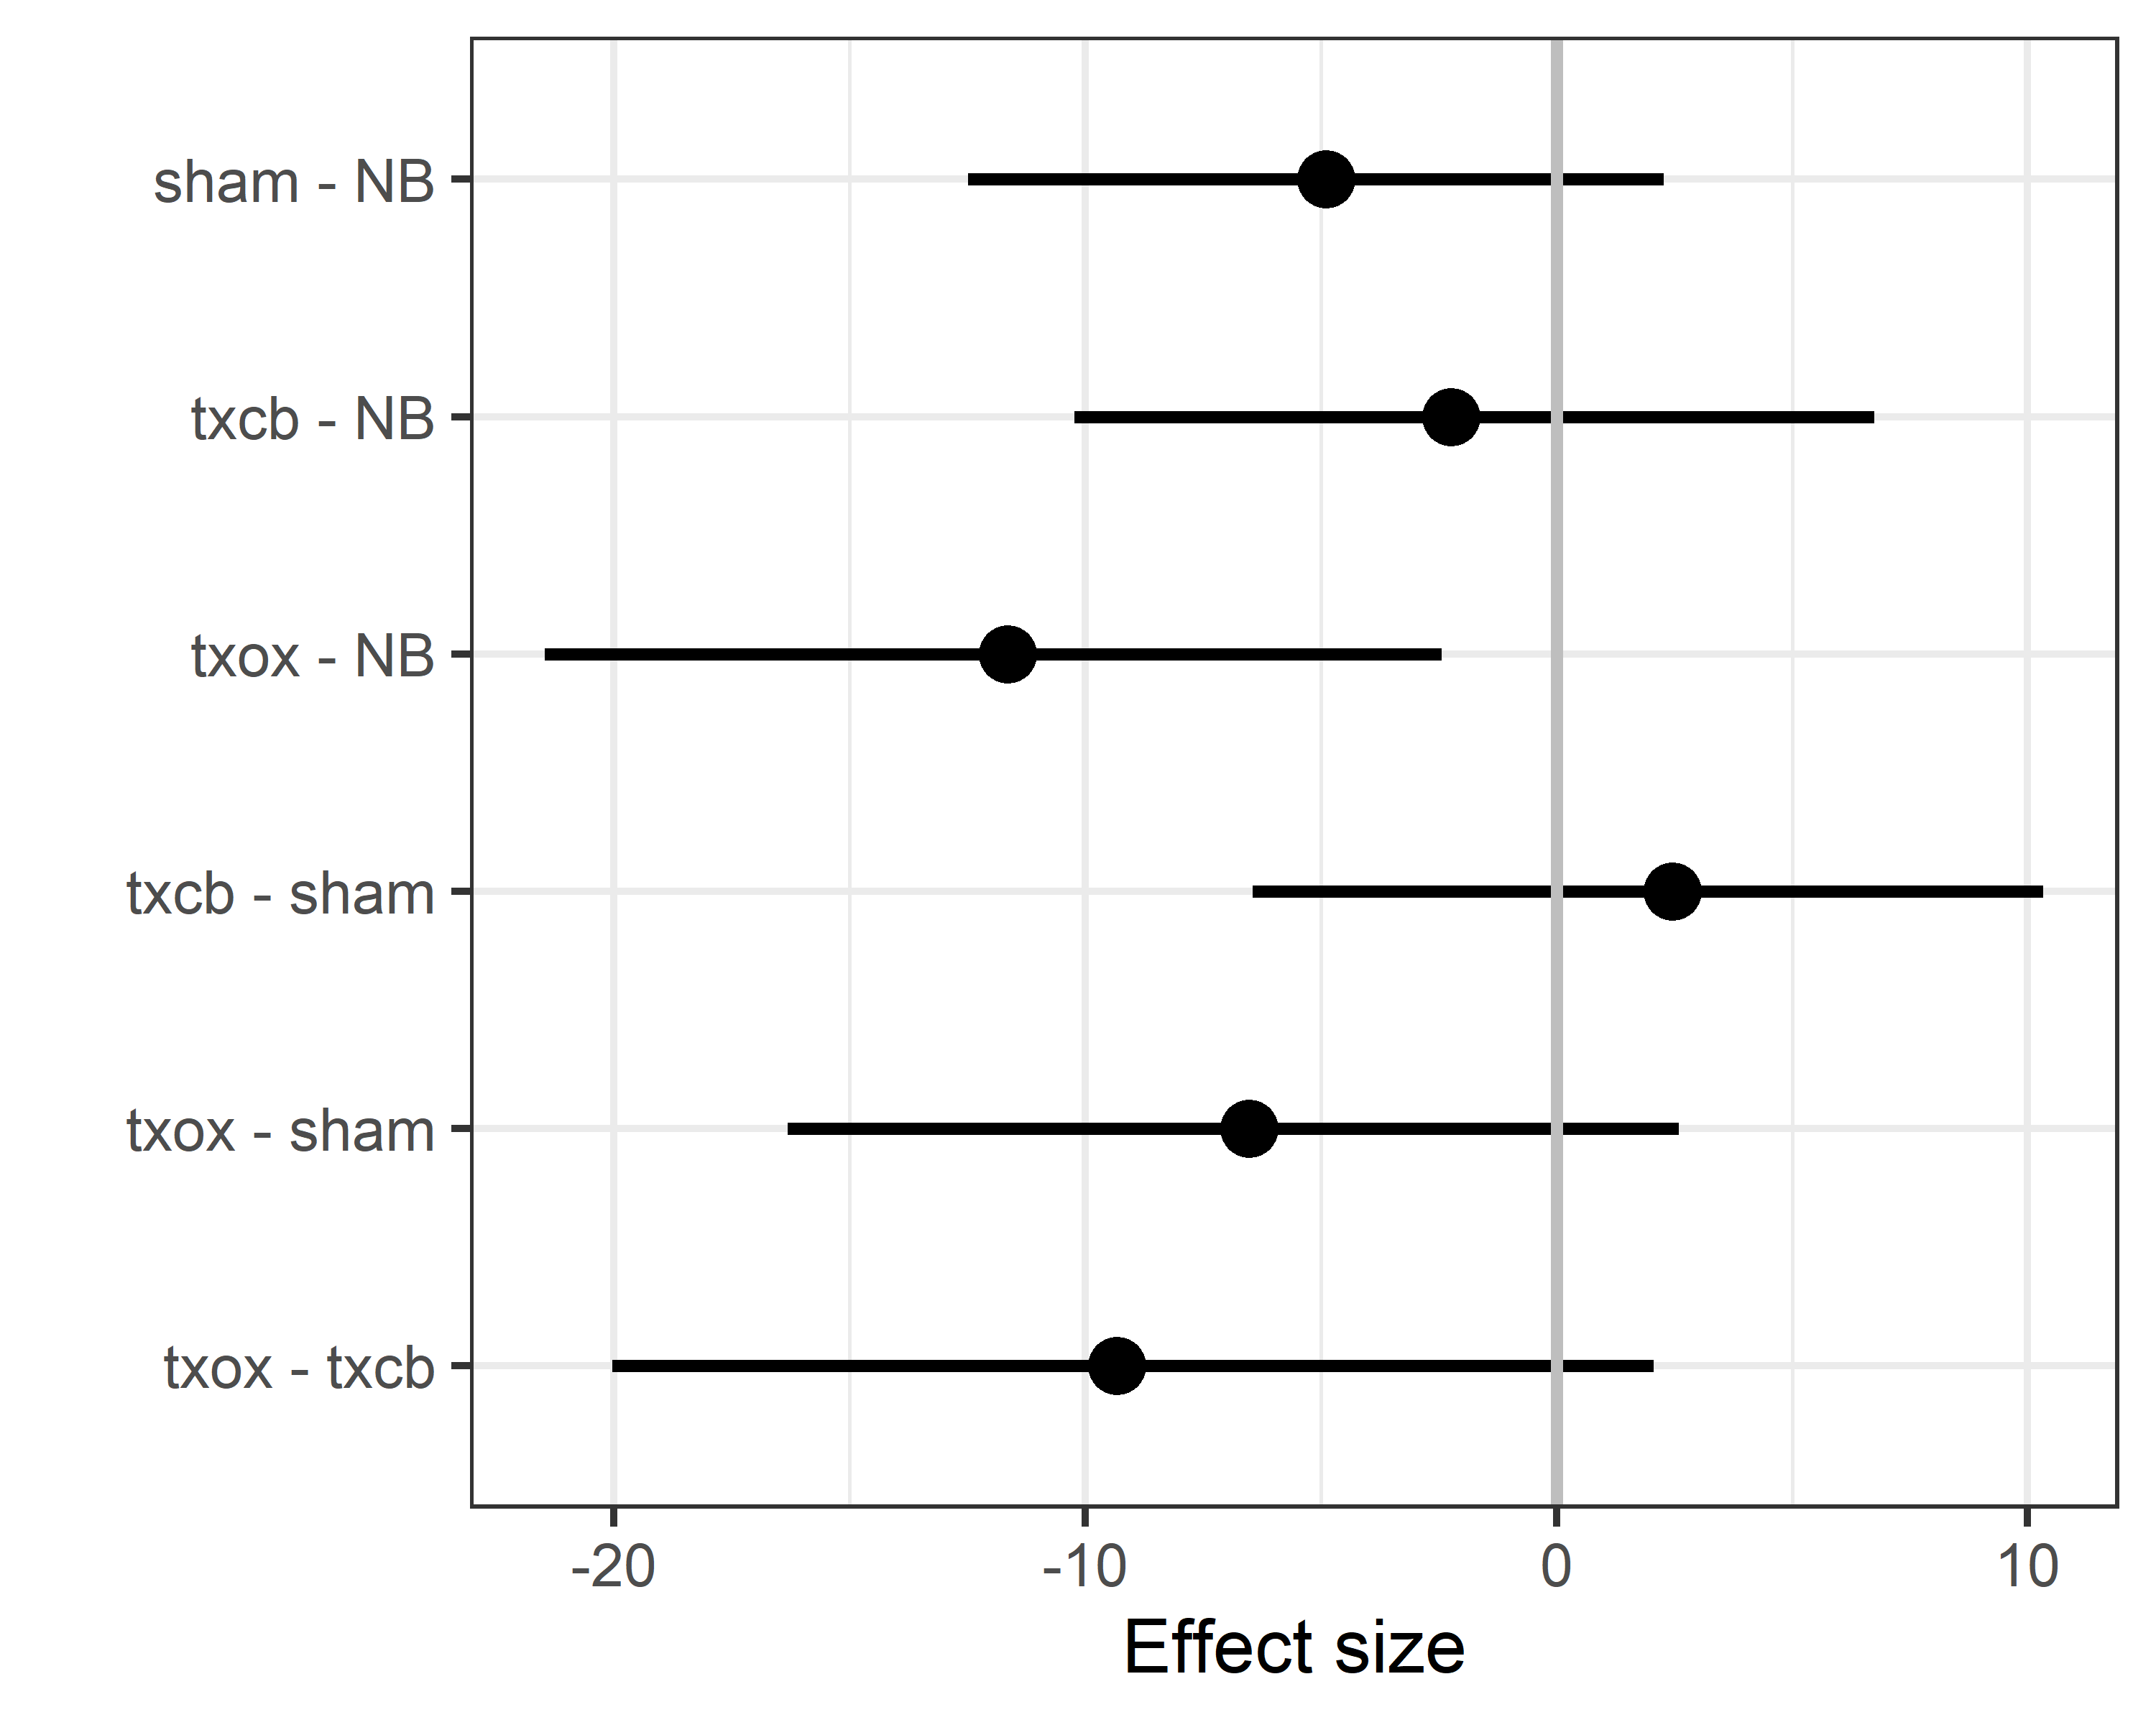 sham - NB
txcb - NB
txox - NB
txcb - sham
txox - sham
txox - txcb
-20 -10 0 10
Effect size